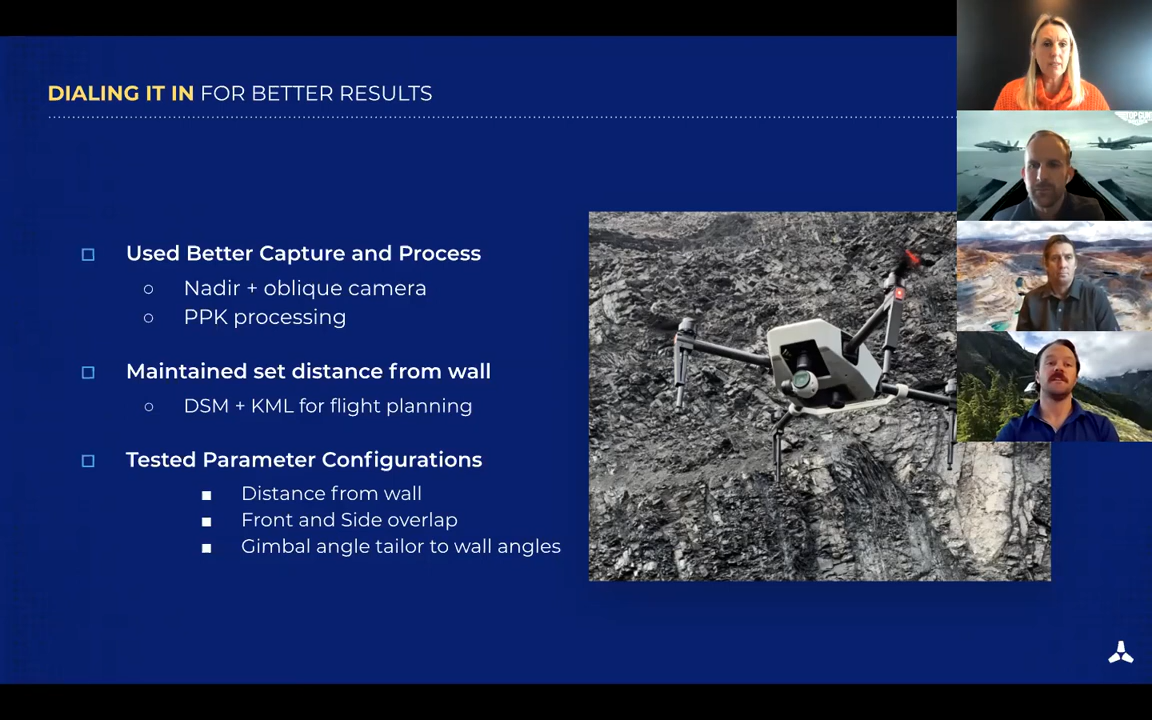 DIALING IT IN FOR BETTER RESULTS
Used Better Capture and Process
Nadir + oblique camera
PPK processing
Maintained set distance from wall
DSM + KML for flight planning
Tested Parameter Configurations
Distance from wall
Front and Side overlap
Gimbal angle tailor to wall angles